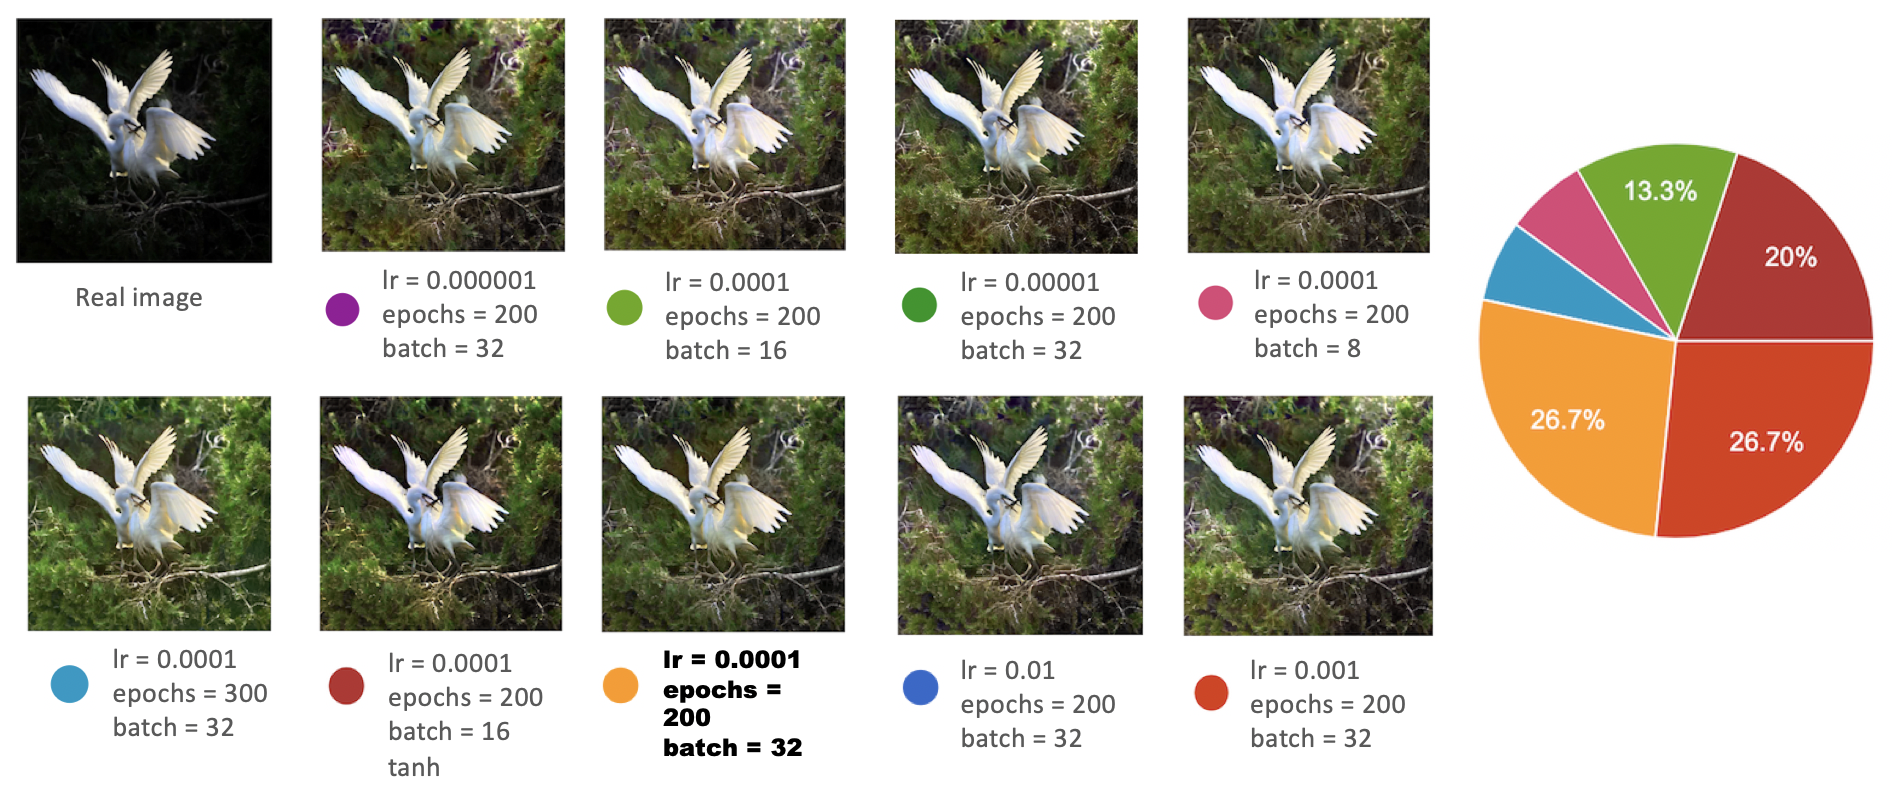 Real image
lr = 0.000001
epochs = 200
batch = 32
lr = 0.0001
epochs = 200
batch = 16
lr = 0.00001
epochs = 200
batch = 32
lr = 0.0001
epochs = 200
batch = 8
lr = 0.0001
epochs = 300
batch = 32
lr = 0.0001
epochs = 200
batch = 16
tanh
lr = 0.0001
epochs =
200
batch = 32
lr = 0.01
epochs = 200
batch = 32
lr = 0.001
epochs = 200
batch = 32
13.3%
20%
26.7%
26.7%